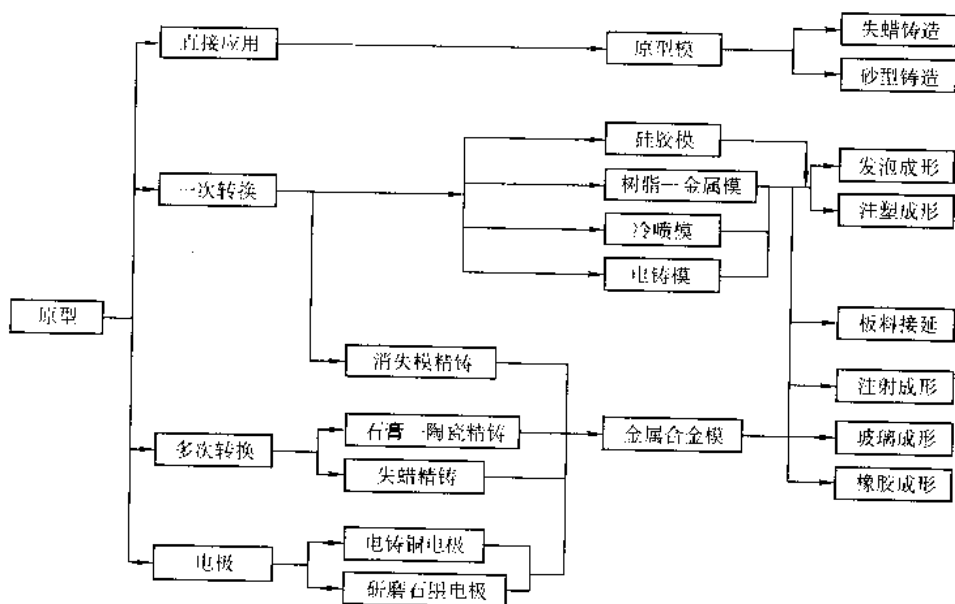 直接应用
原型模
失蜡铸造
砂型铸造
硅胶模
发泡成形
一次转换
树脂一金属模
注塑成形
冷喷模
电铸模
原型
板料接延
消失模精铸
注射成形
石膏一陶瓷精铸
金属合金模
玻璃成形
多次转换
失蜡精铸
橡胶成形
电铸铜电极
电极
研磨石墨电极